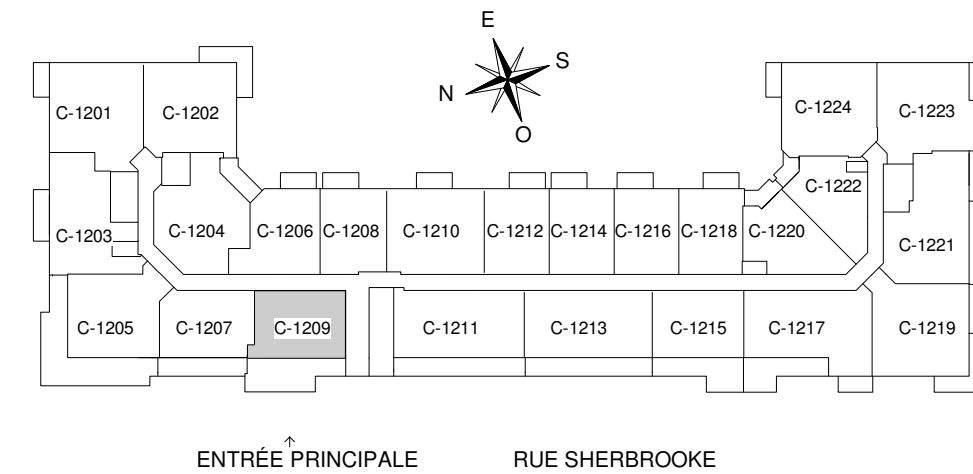 E
S
N
O
C-1201
C-1202
C-1224
C-1223
C-1203
C-1204
C-1206
C-1208
C-1210
C-1212
C-1214
C-1216
C-1218
C-1220
C-1222
C-1221
C-1205
C-1207
C-1209
C-1211
C-1213
C-1215
C-1217
C-1219
ENTRÉE PRINCIPALE
RUE SHERBROOKE